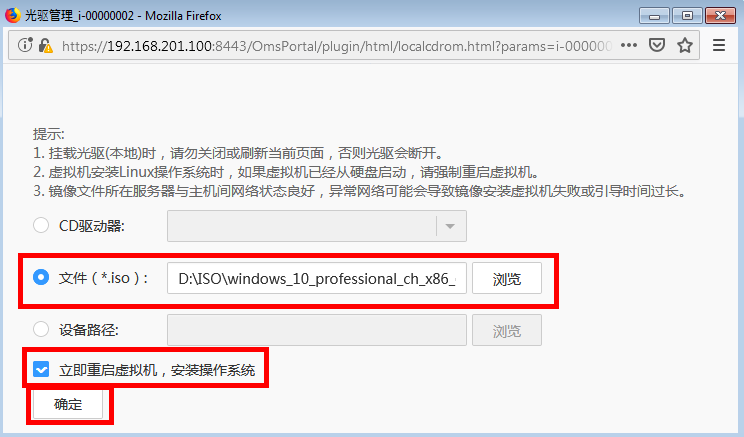 光驱管理_i-00000002 - Mozilla Firefox
https://192.168.201.100:8443/OmsPortal/plugin/html/localcdrom.html?params=i-000000
提示:
1. 挂载光驱(本地)时，请勿关闭或刷新当前页面，否则光驱会断开。
2. 虚拟机安装Linux操作系统时，如果虚拟机已经从硬盘启动，请强制重启虚拟机。
3. 镜像文件所在服务器与主机间网络状态良好，异常网络可能会导致镜像安装虚拟机失败或引导时间过长。
CD驱动器:
文件（*.iso）: D:\ISO\windows_10_professional_ch_x86_ 浏览
设备路径: 浏览
立即重启虚拟机，安装操作系统
确定